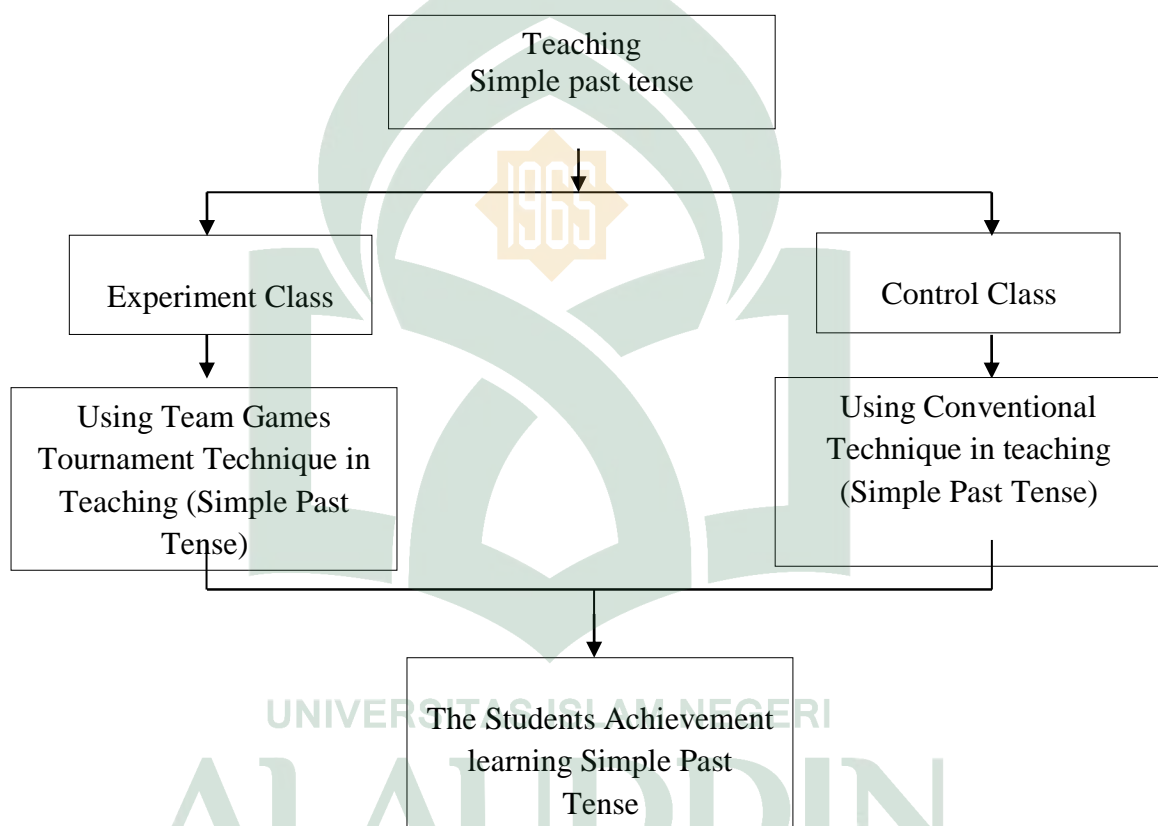 Teaching
Simple past tense
1965
Experiment Class
Control Class
Using Team Games
Tournament Technique in
Teaching (Simple Past
Tense)
Using Conventional
Technique in teaching
(Simple Past Tense)
UNIVERSITAS ISLAM NEGERI
The Students Achievement
learning Simple Past
Tense
ALAUDDIN